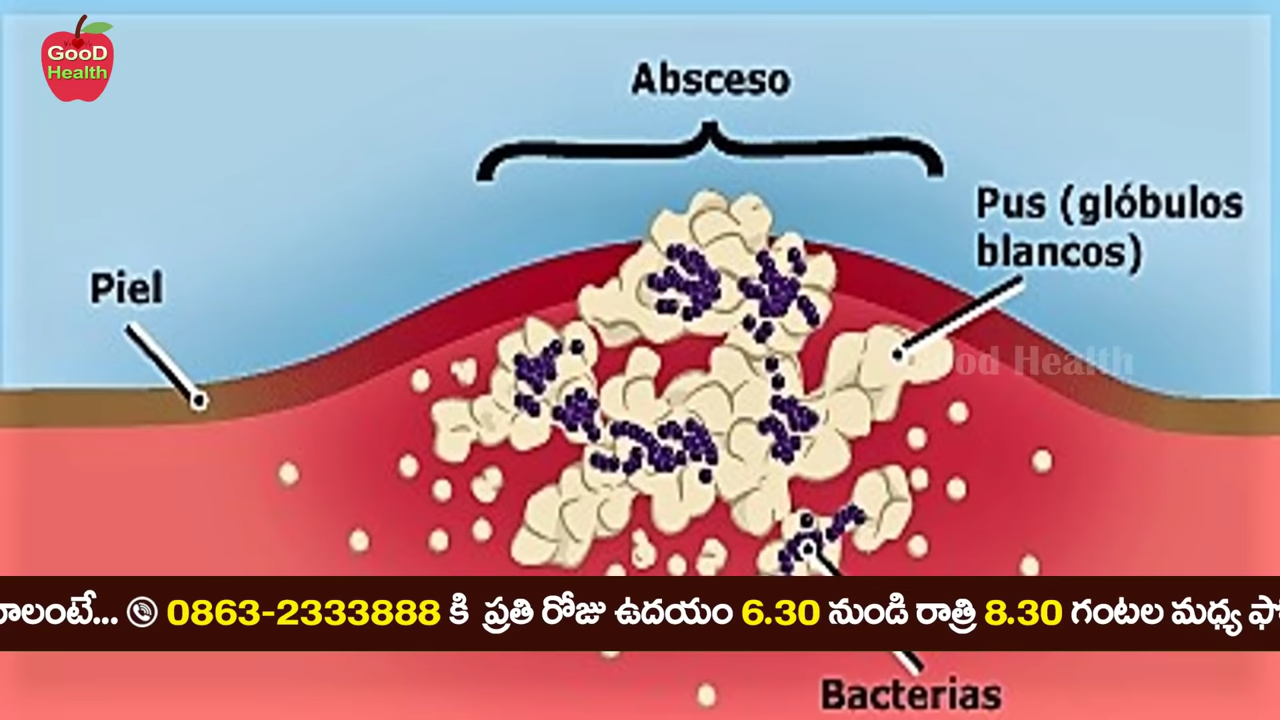 GooD
Health
Absceso
Pus (glóbulos
blancos)
Piel
Good Health
0863-2333888 కి ప్రతి రోజు ఉదయం 6.30 నుండి రాత్రి 8.30 గంటల మధ్య
Bacterias